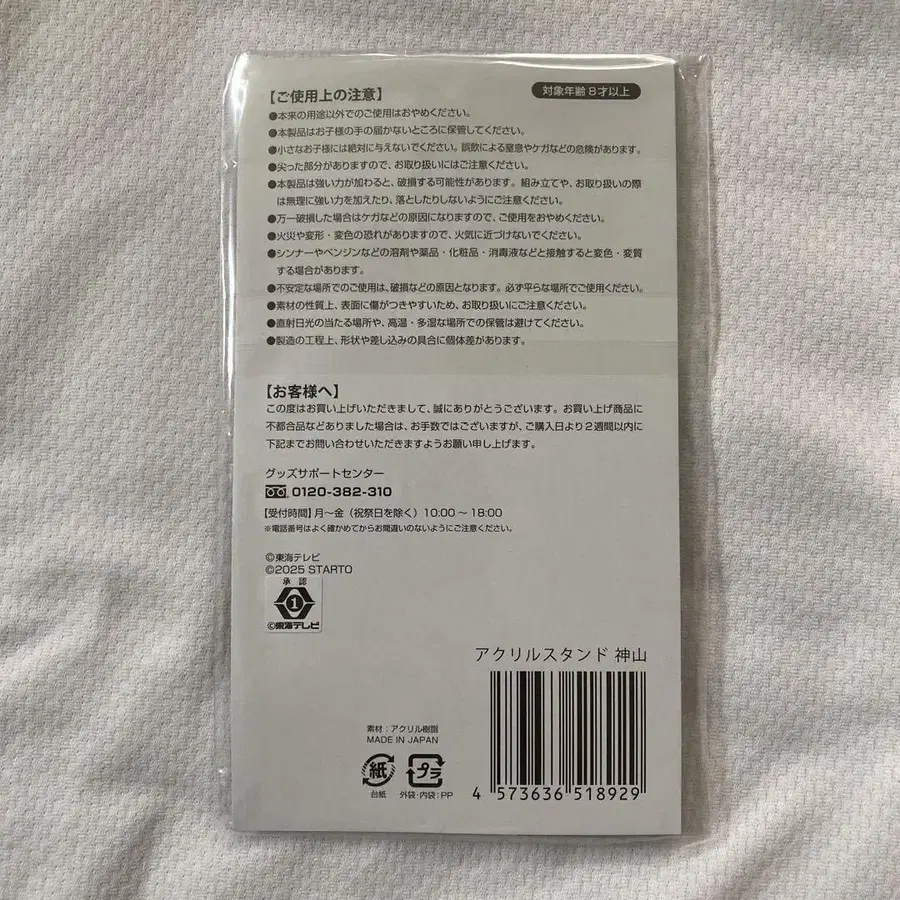 【ご使用上の注意】
対象年齢8才以上
●本来の用途以外でのご使用はおやめください。
●本製品はお子様の手の届かないところに保管してください。
●小さなお子様には絶対に与えないでください。誤飲による窒息やケガなどの危険があります。
●尖った部分がありますので、お取り扱いにはご注意ください。
●本製品は強い力が加わると、破損する可能性があります。組み立てや、お取り扱いの際
は無理に強い力を加えたり、落としたりしないようにご注意ください。
●万一破損した場合はケガなどの原因になりますので、ご使用をおやめください。
●火災や変形・変色の恐れがありますので、火気に近づけないでください。
●シンナーやベンジンなどの溶剤や薬品・化粧品・消毒液などと接触すると変色・変質
する場合があります。
●不安定な場所でのご使用は、破損などの原因となります。必ず平らな場所でご使用ください。
●素材の性質上、表面に傷がつきやすいため、お取り扱いにご注意ください。
●直射日光の当たる場所や、高温・多湿な場所での保管は避けてください。
●製造の工程上、形状や差し込みの具合に個体差があります。
【お客様へ】
この度はお買い上げいただきまして、誠にありがとうございます。お買い上げ商品に
不都合品などありました場合は、お手数ではございますが、ご購入日より2週間以内に
下記までお問い合わせいただきますようお願い申し上げます。
グッズサポートセンター
0120-382-310
【受付時間】月～金（祝祭日を除く）10:00～18:00
※電話番号はよく確かめてからお間違いのないようにご注意ください。
©東海テレビ
©2025 STARTO
承認
1
©東海テレビ
アクリルスタンド 神山
素材：アクリル樹脂
MADE IN JAPAN
紙
台紙
プラ
外袋・内袋：PP
4 573636 518929